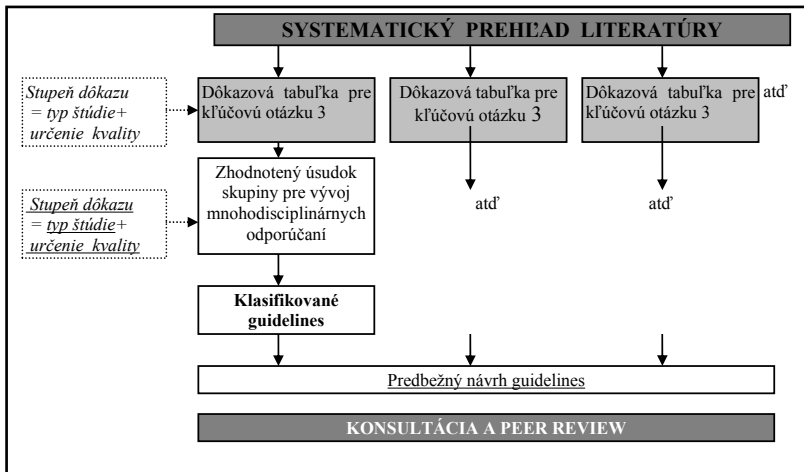 SYSTEMATICKÝ PREHĽAD LITERATÚRY
Stupeň dôkazu
= typ štúdie+
určenie kvality
Dôkazová tabuľka pre
kľúčovú otázku 3
Dôkazová tabuľka pre
kľúčovú otázku 3
Dôkazová tabuľka pre
kľúčovú otázku 3
atď
Zhodnotený úsudok
skupiny pre vývoj
mnohodisciplinárnych
odporúčaní
Stupeň dôkazu
= typ štúdie+
určenie kvality
atď
atď
Klasifikované
guidelines
Predbežný návrh guidelines
KONSULTÁCIA A PEER REVIEW